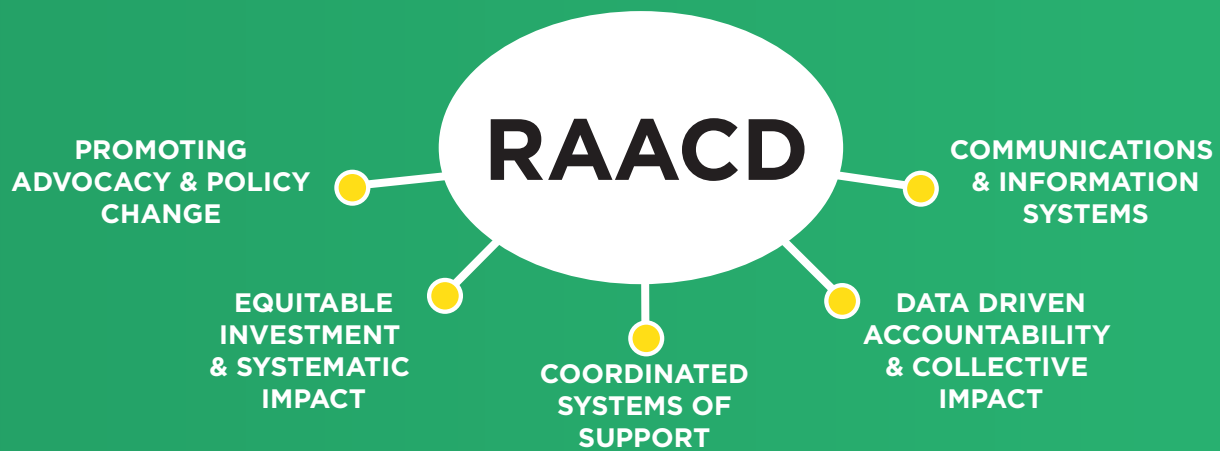 RAACD
PROMOTING
ADVOCACY & POLICY
CHANGE
EQUITABLE
INVESTMENT
& SYSTEMATIC
IMPACT
COORDINATED
SYSTEMS OF
SUPPORT
DATA DRIVEN
ACCOUNTABILITY
& COLLECTIVE
IMPACT
COMMUNICATIONS
& INFORMATION
SYSTEMS